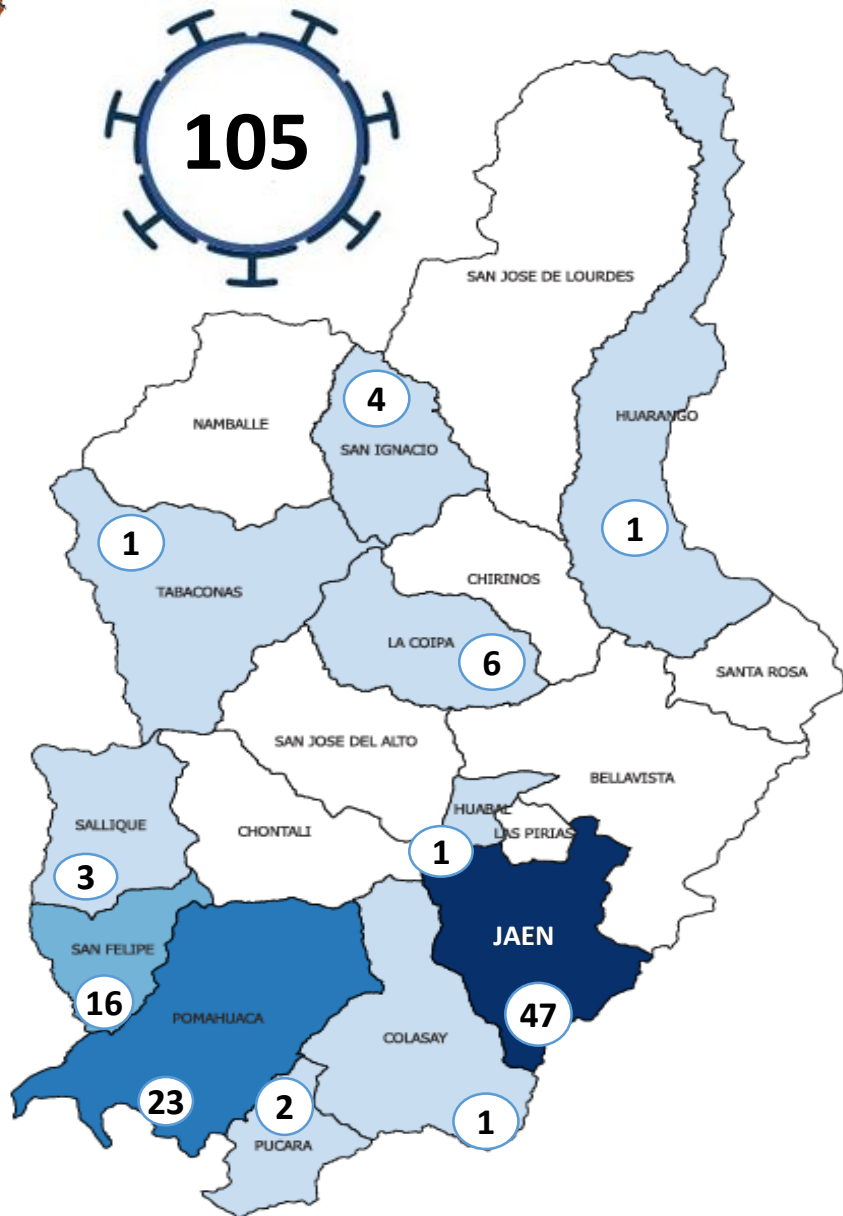 105
SAN JOSE DE LOURDES
4
NAMBALLE
HUARANGO
SAN IGNACIO
1
1
CHIRINOS
TABACONAS
LA COIPA
6
SANTA ROSA
SAN JOSE DEL ALTO
BELLAVISTA
HUABAL
SALLIQUE
CHONTALI
LAS PIRIAS
1
3
JAEN
SAN FELIPE
16
47
POMAHUACA
COLASAY
23
2
1
PUCARA